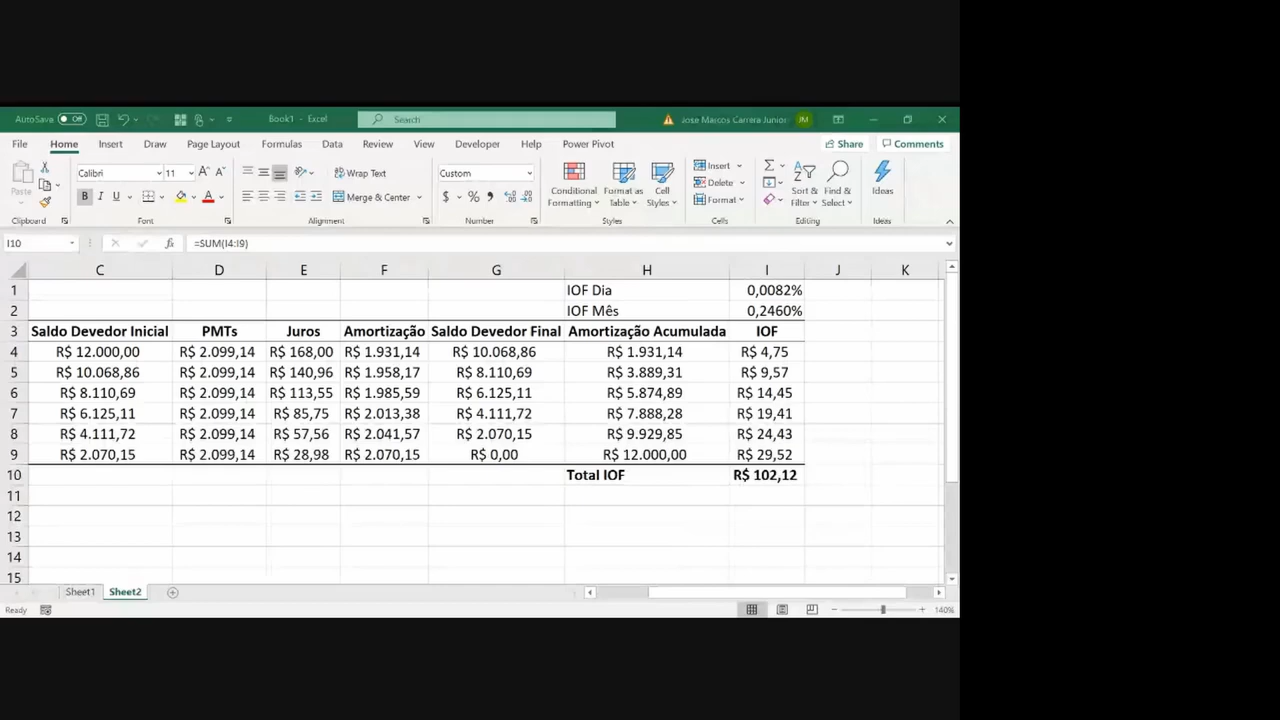 AutoSave Off Book1 - Excel Search Jose Marcos Carrera Junior JM
File Home Insert Draw Page Layout Formulas Data Review View Developer Help Power Pivot Share Comments
Paste Calibri 11 A A Wrap Text Custom Conditional Formatting Format as Table Cell Styles Insert Sort & Filter Find & Select Ideas
B I U A Merge & Center $ % Delete
Format
Clipboard Font Alignment Number Styles Cells Editing Ideas
I10 fx =SUM(I4:I9)
C D E F G H I J K
1 IOF Dia 0,0082%
2 IOF Mês 0,2460%
3 Saldo Devedor Inicial PMTs Juros Amortização Saldo Devedor Final Amortização Acumulada IOF
4 R$ 12.000,00 R$ 2.099,14 R$ 168,00 R$ 1.931,14 R$ 10.068,86 R$ 1.931,14 R$ 4,75
5 R$ 10.068,86 R$ 2.099,14 R$ 140,96 R$ 1.958,17 R$ 8.110,69 R$ 3.889,31 R$ 9,57
6 R$ 8.110,69 R$ 2.099,14 R$ 113,55 R$ 1.985,59 R$ 6.125,11 R$ 5.874,89 R$ 14,45
7 R$ 6.125,11 R$ 2.099,14 R$ 85,75 R$ 2.013,38 R$ 4.111,72 R$ 7.888,28 R$ 19,41
8 R$ 4.111,72 R$ 2.099,14 R$ 57,56 R$ 2.041,57 R$ 2.070,15 R$ 9.929,85 R$ 24,43
9 R$ 2.070,15 R$ 2.099,14 R$ 28,98 R$ 2.070,15 R$ 0,00 R$ 12.000,00 R$ 29,52
10 Total IOF R$ 102,12
11
12
13
14
15
Sheet1 Sheet2
Ready 140%